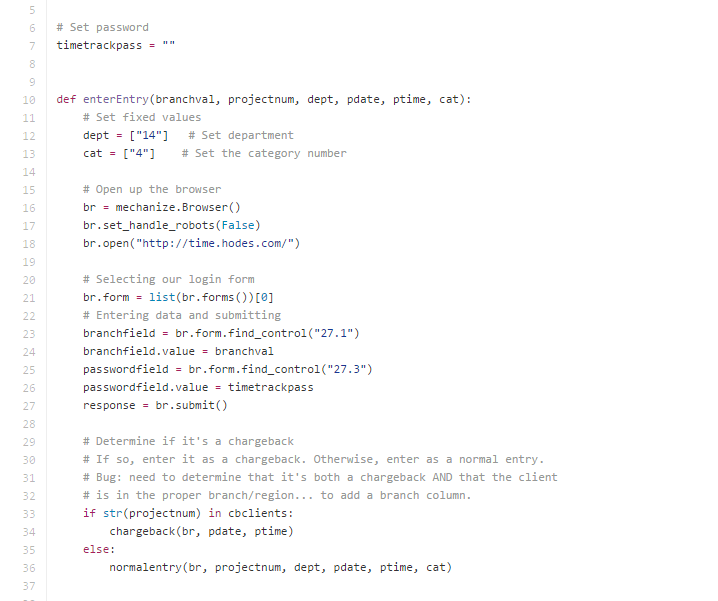 5
6 # Set password
7 timetrackpass = ""
8
9
10 def enterEntry(branchval, projectnum, dept, pdate, ptime, cat):
11     # Set fixed values
12     dept = ["14"]   # Set department
13     cat = ["4"]    # Set the category number
14
15     # Open up the browser
16     br = mechanize.Browser()
17     br.set_handle_robots(False)
18     br.open("http://time.hodes.com/")
19
20     # Selecting our login form
21     br.form = list(br.forms())[0]
22     # Entering data and submitting
23     branchfield = br.form.find_control("27.1")
24     branchfield.value = branchval
25     passwordfield = br.form.find_control("27.3")
26     passwordfield.value = timetrackpass
27     response = br.submit()
28
29     # Determine if it's a chargeback
30     # If so, enter it as a chargeback. Otherwise, enter as a normal entry.
31     # Bug: need to determine that it's both a chargeback AND that the client
32     # is in the proper branch/region... to add a branch column.
33     if str(projectnum) in cbclients:
34         chargeback(br, pdate, ptime)
35     else:
36         normalentry(br, projectnum, dept, pdate, ptime, cat)
37